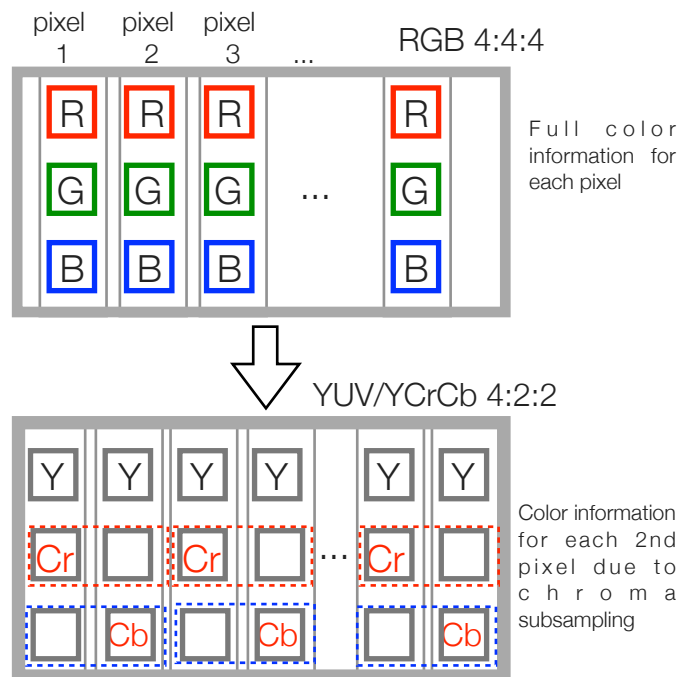 pixel pixel pixel
1 2 3 ...
RGB 4:4:4
R R R R
G G G ... G
B B B B
Full color
information for
each pixel
YUV/YCrCb 4:2:2
Y Y Y Y Y Y
Cr Cr ... Cr
Cb Cb Cb
Color information
for each 2nd
pixel due to
chroma
subsampling